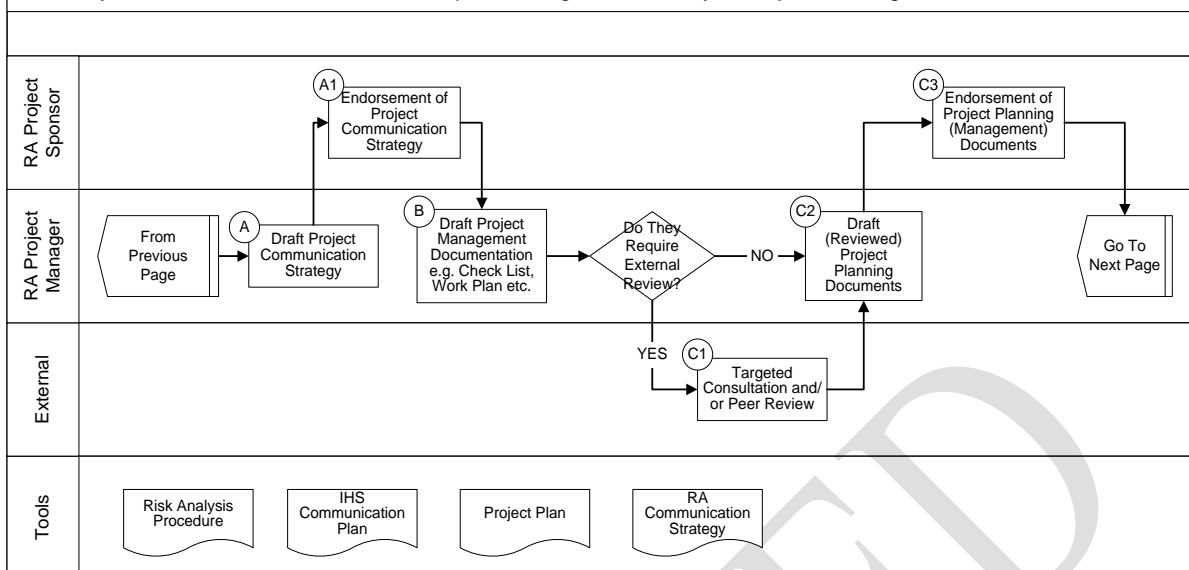 RA Project
Sponsor
A1
Endorsement of
Project
Communication
Strategy
C3
Endorsement of
Project Planning
(Management)
Documents
RA Project
Manager
From
Previous
Page
A
Draft Project
Communication
Strategy
B
Draft Project
Management
Documentation
e.g. Check List,
Work Plan etc.
Do They
Require
External
Review?
NO
C2
Draft
(Reviewed)
Project
Planning
Documents
Go To
Next Page
External
YES
C1
Targeted
Consultation and/
or Peer Review
Tools
Risk Analysis
Procedure
IHS
Communication
Plan
Project Plan
RA
Communication
Strategy